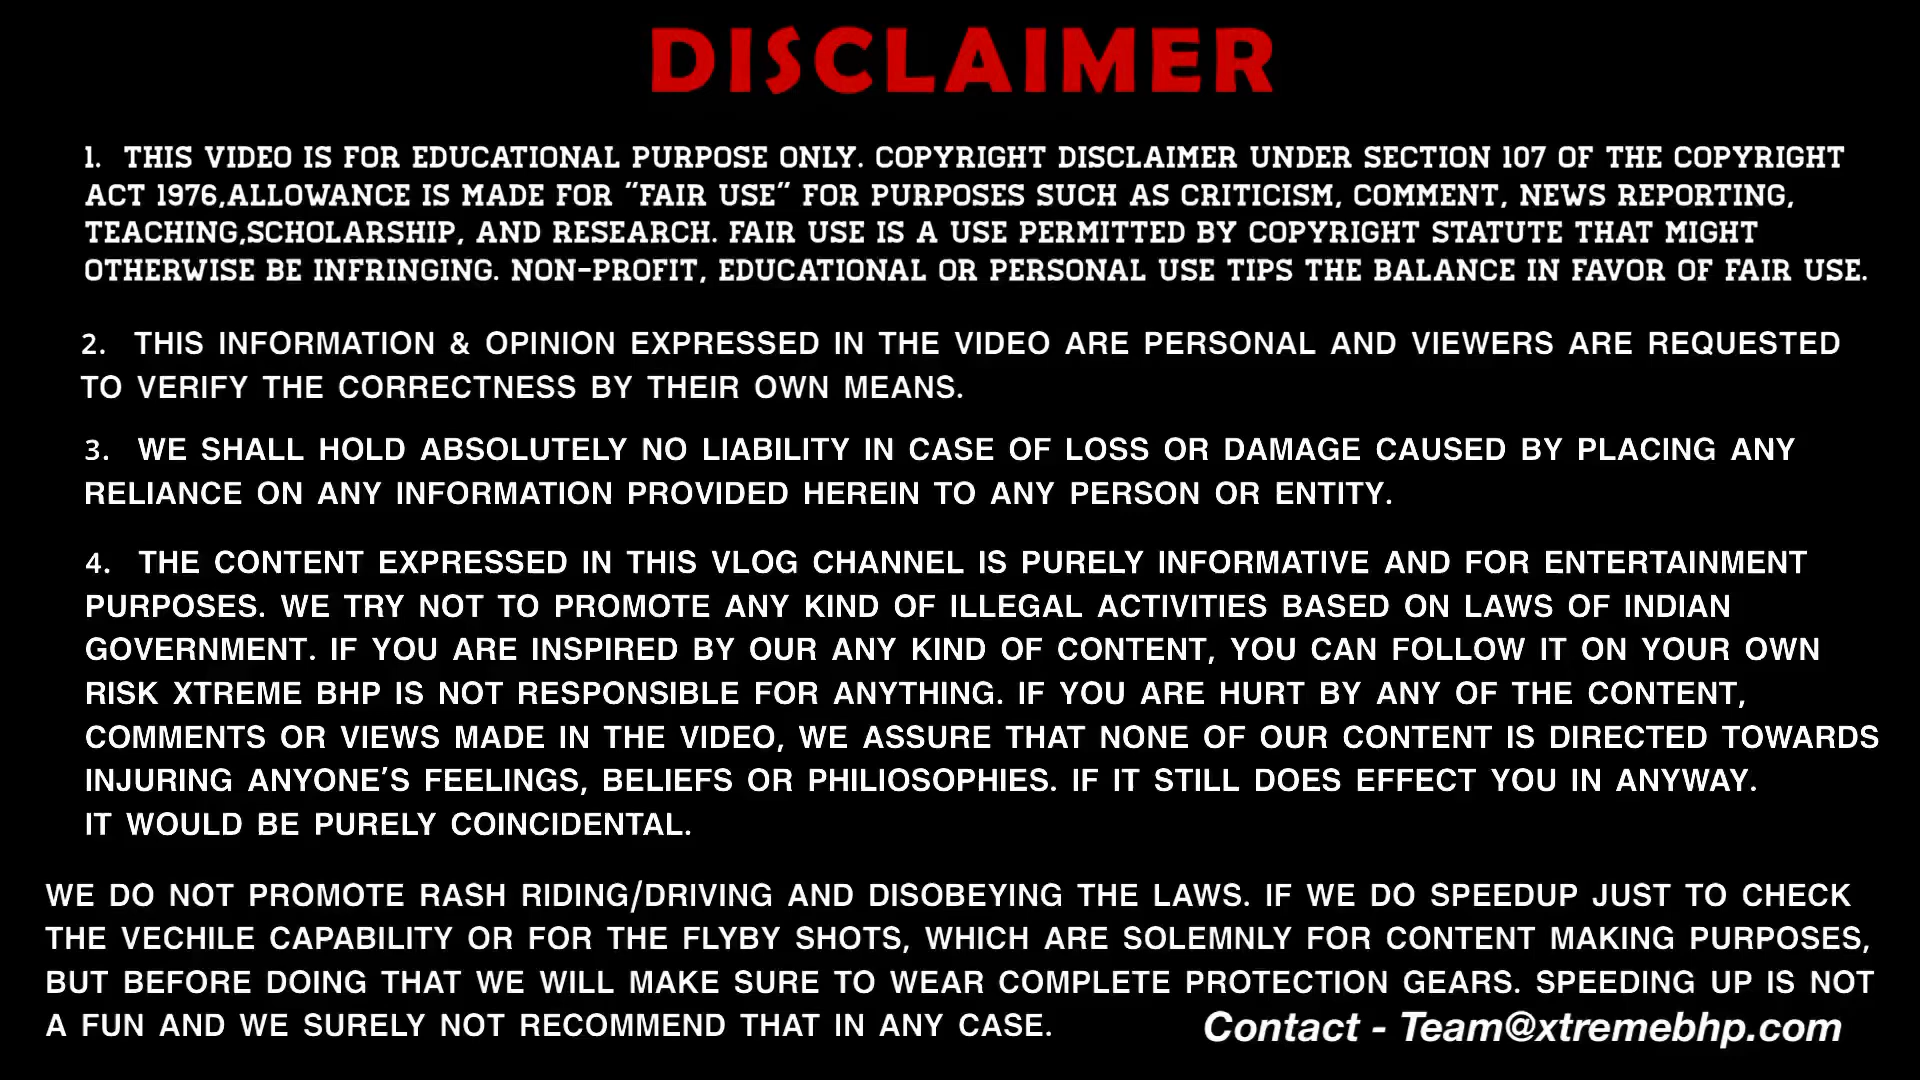 DISCLAIMER
1. THIS VIDEO IS FOR EDUCATIONAL PURPOSE ONLY. COPYRIGHT DISCLAIMER UNDER SECTION 107 OF THE COPYRIGHT
ACT 1976,ALLOWANCE IS MADE FOR "FAIR USE" FOR PURPOSES SUCH AS CRITICISM, COMMENT, NEWS REPORTING,
TEACHING,SCHOLARSHIP, AND RESEARCH. FAIR USE IS A USE PERMITTED BY COPYRIGHT STATUTE THAT MIGHT
OTHERWISE BE INFRINGING. NON-PROFIT, EDUCATIONAL OR PERSONAL USE TIPS THE BALANCE IN FAVOR OF FAIR USE.
2. THIS INFORMATION & OPINION EXPRESSED IN THE VIDEO ARE PERSONAL AND VIEWERS ARE REQUESTED
TO VERIFY THE CORRECTNESS BY THEIR OWN MEANS.
3. WE SHALL HOLD ABSOLUTELY NO LIABILITY IN CASE OF LOSS OR DAMAGE CAUSED BY PLACING ANY
RELIANCE ON ANY INFORMATION PROVIDED HEREIN TO ANY PERSON OR ENTITY.
4. THE CONTENT EXPRESSED IN THIS VLOG CHANNEL IS PURELY INFORMATIVE AND FOR ENTERTAINMENT
PURPOSES. WE TRY NOT TO PROMOTE ANY KIND OF ILLEGAL ACTIVITIES BASED ON LAWS OF INDIAN
GOVERNMENT. IF YOU ARE INSPIRED BY OUR ANY KIND OF CONTENT, YOU CAN FOLLOW IT ON YOUR OWN
RISK XTREME BHP IS NOT RESPONSIBLE FOR ANYTHING. IF YOU ARE HURT BY ANY OF THE CONTENT,
COMMENTS OR VIEWS MADE IN THE VIDEO, WE ASSURE THAT NONE OF OUR CONTENT IS DIRECTED TOWARDS
INJURING ANYONE'S FEELINGS, BELIEFS OR PHILIOSOPHIES. IF IT STILL DOES EFFECT YOU IN ANYWAY.
IT WOULD BE PURELY COINCIDENTAL.
WE DO NOT PROMOTE RASH RIDING/DRIVING AND DISOBEYING THE LAWS. IF WE DO SPEEDUP JUST TO CHECK
THE VECHILE CAPABILITY OR FOR THE FLYBY SHOTS, WHICH ARE SOLEMNLY FOR CONTENT MAKING PURPOSES,
BUT BEFORE DOING THAT WE WILL MAKE SURE TO WEAR COMPLETE PROTECTION GEARS. SPEEDING UP IS NOT
A FUN AND WE SURELY NOT RECOMMEND THAT IN ANY CASE.
Contact - Team@xtremebhp.com